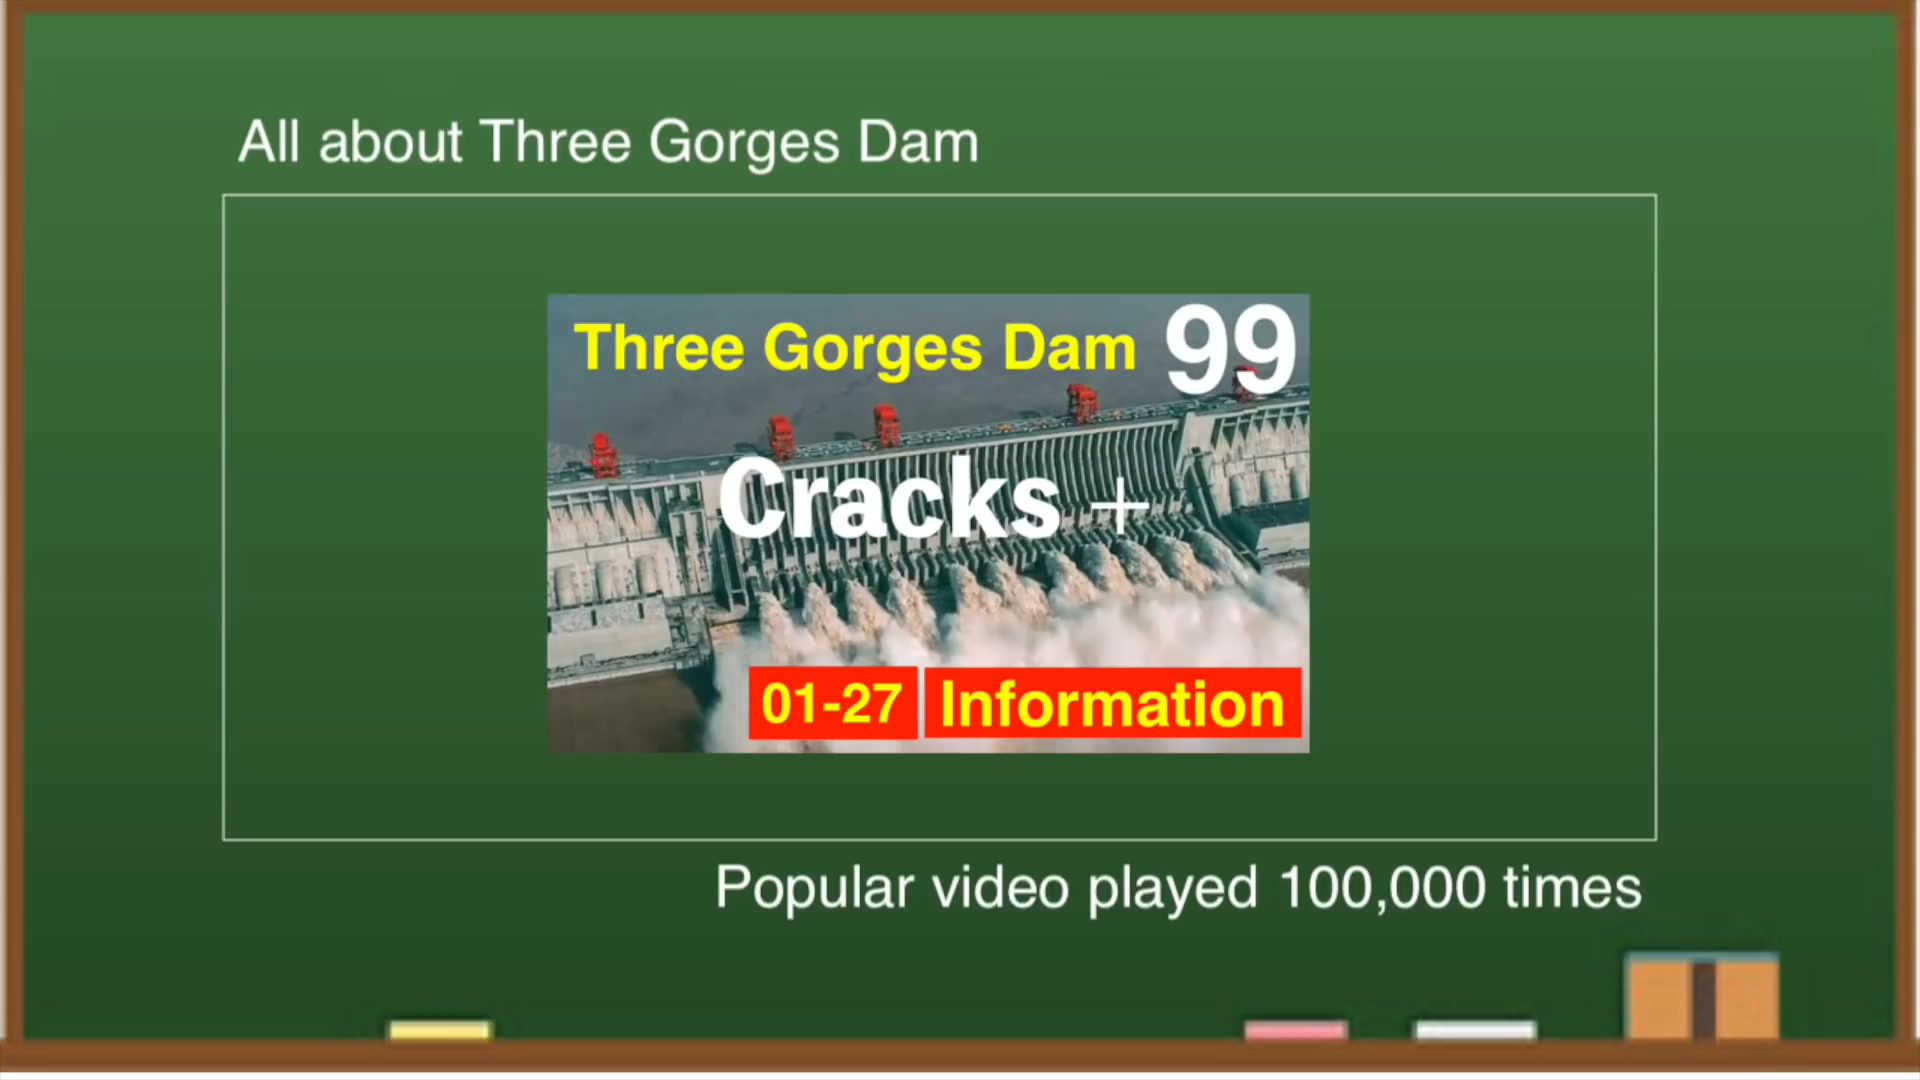 All about Three Gorges Dam
Three Gorges Dam 99
Cracks +
01-27 Information
Popular video played 100,000 times